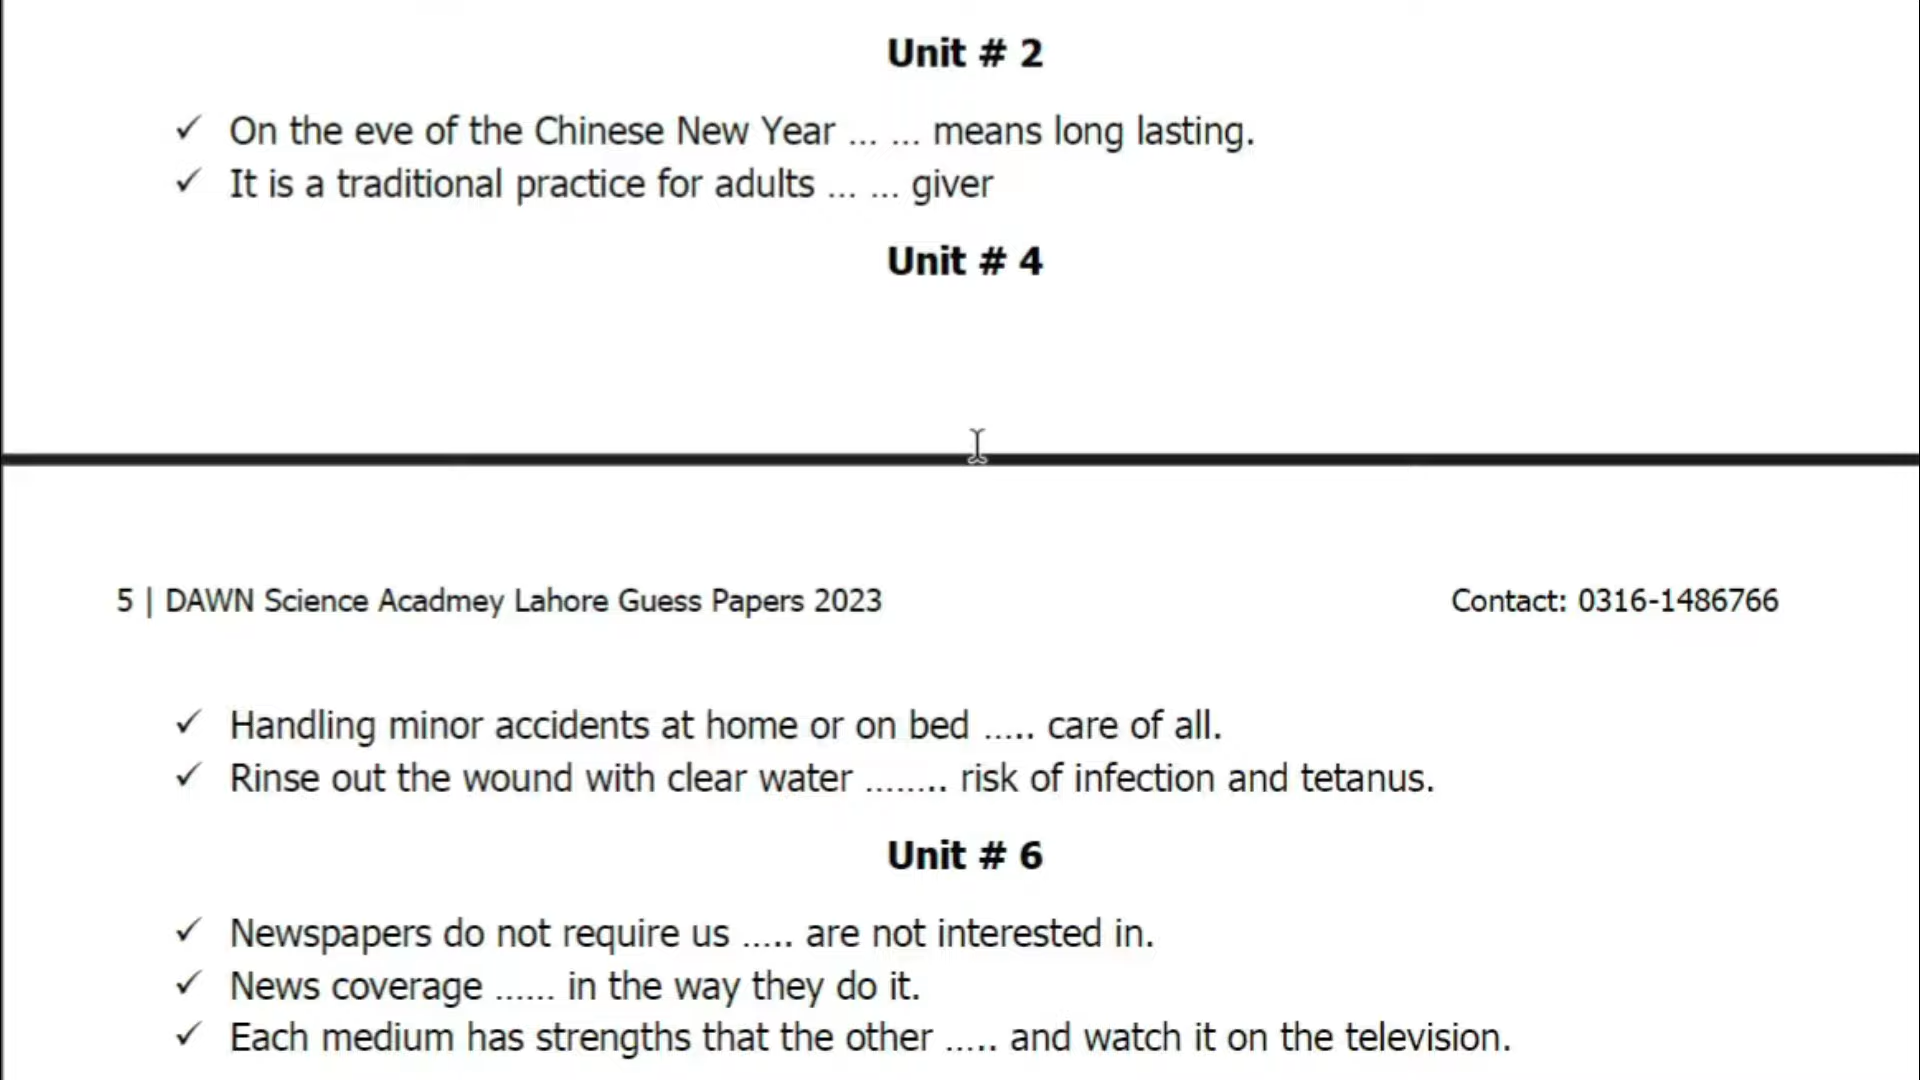 Unit # 2
✓ On the eve of the Chinese New Year ... ... means long lasting.
✓ It is a traditional practice for adults ... ... giver
Unit # 4
5 | DAWN Science Acadmey Lahore Guess Papers 2023 Contact: 0316-1486766
✓ Handling minor accidents at home or on bed ..... care of all.
✓ Rinse out the wound with clear water ........ risk of infection and tetanus.
Unit # 6
✓ Newspapers do not require us ..... are not interested in.
✓ News coverage ...... in the way they do it.
✓ Each medium has strengths that the other ..... and watch it on the television.